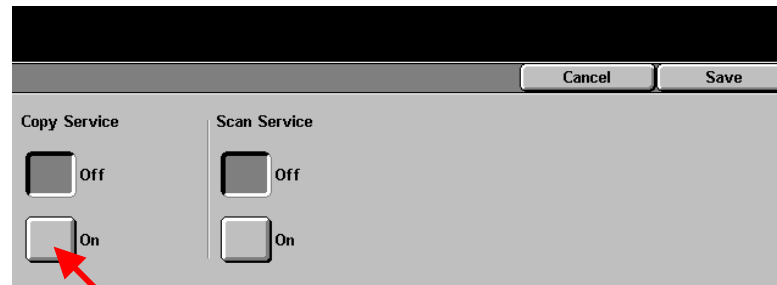 Cancel Save
Copy Service Scan Service
Off Off
On On